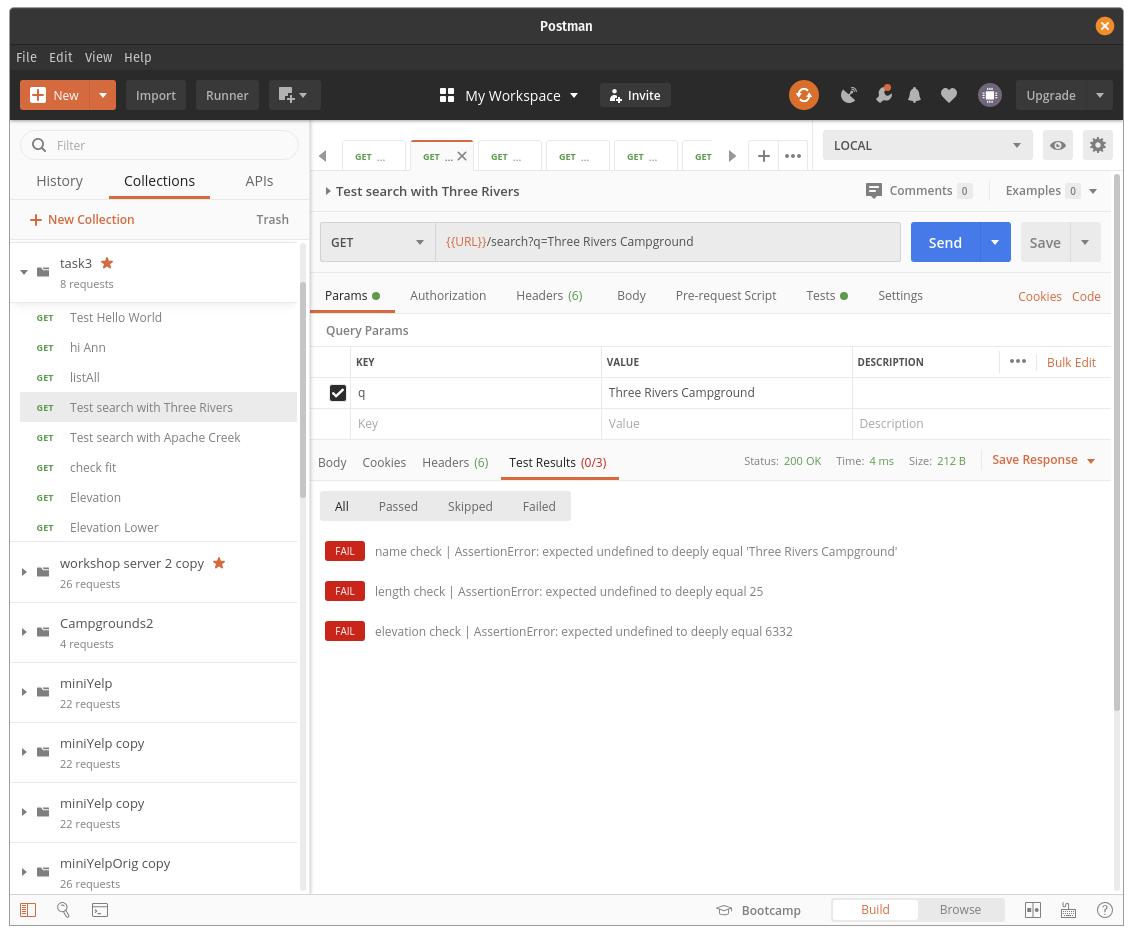 Postman
File Edit View Help
New Import Runner My Workspace Invite Upgrade
Filter
History Collections APIs
New Collection Trash
task3
8 requests
GET Test Hello World
GET hi Ann
GET listAll
GET Test search with Three Rivers
GET Test search with Apache Creek
GET check fit
GET Elevation
GET Elevation Lower
workshop server 2 copy
26 requests
Campgrounds2
4 requests
miniYelp
22 requests
miniYelp copy
22 requests
miniYelp copy
22 requests
miniYelpOrig copy
26 requests
GET ... GET ... GET ... GET ... GET ... GET
LOCAL
Test search with Three Rivers Comments 0 Examples 0
GET {{URL}}/search?q=Three Rivers Campground Send Save
Params Authorization Headers (6) Body Pre-request Script Tests Settings Cookies Code
Query Params
KEY VALUE DESCRIPTION ••• Bulk Edit
q Three Rivers Campground
Key Value Description
Body Cookies Headers (6) Test Results (0/3) Status: 200 OK Time: 4 ms Size: 212 B Save Response
All Passed Skipped Failed
FAIL name check | AssertionError: expected undefined to deeply equal 'Three Rivers Campground'
FAIL length check | AssertionError: expected undefined to deeply equal 25
FAIL elevation check | AssertionError: expected undefined to deeply equal 6332
Bootcamp Build Browse